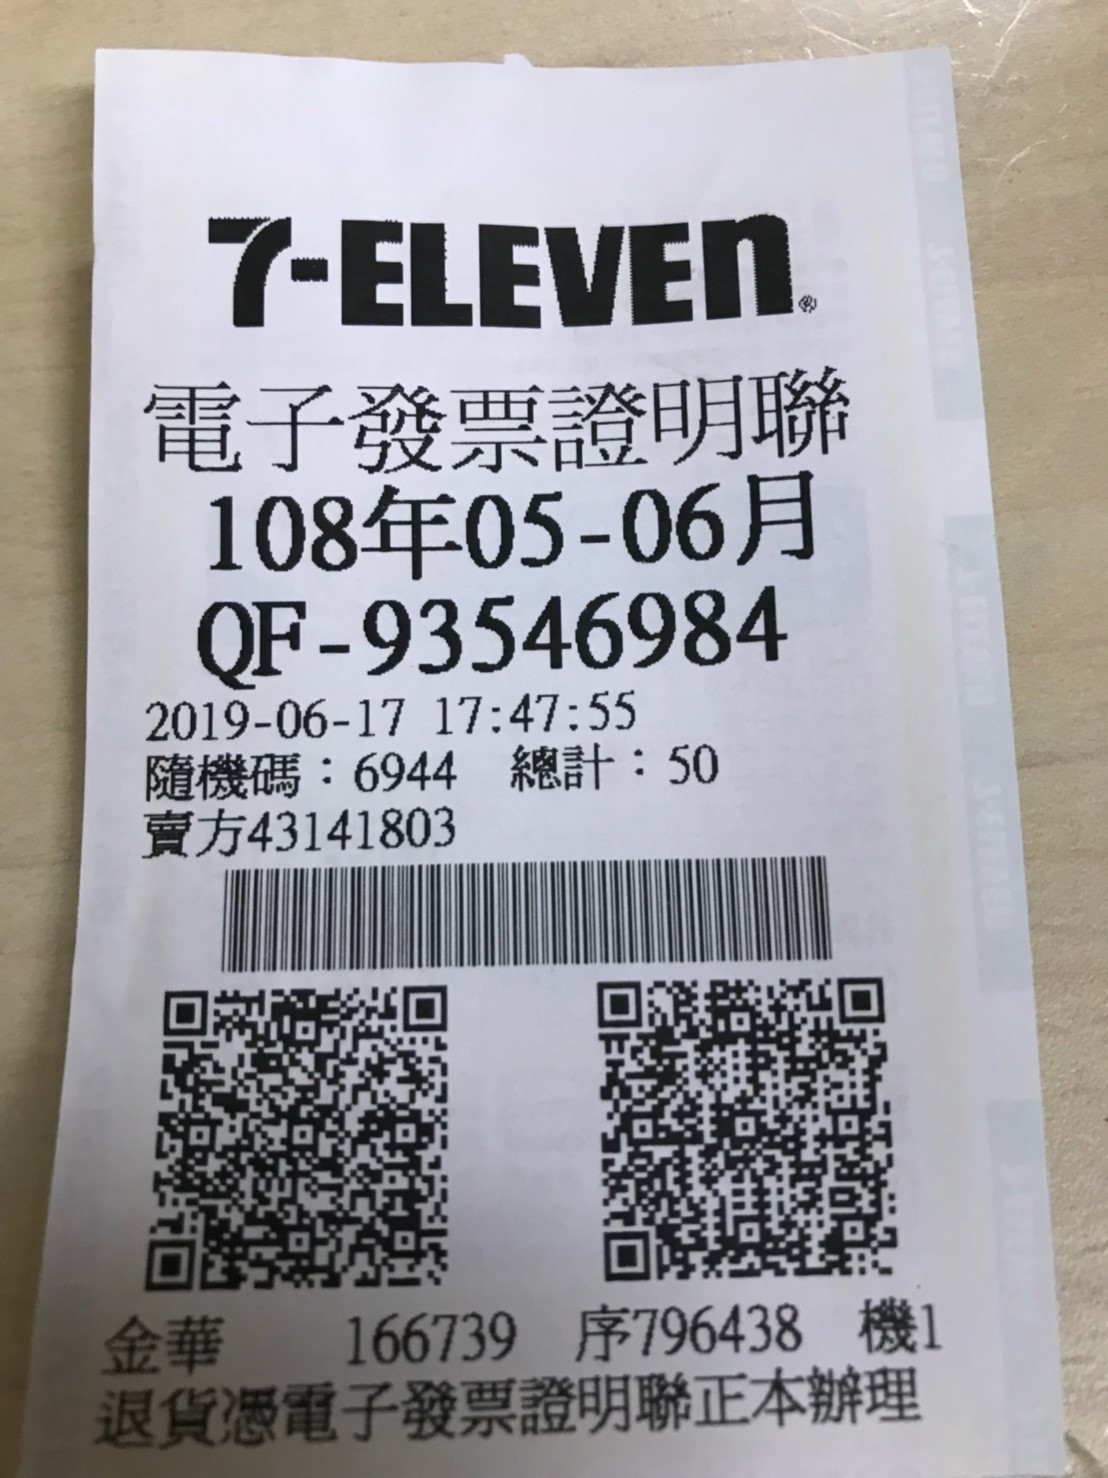 7-ELEVEn®
電子發票證明聯
108年05-06月
QF-93546984
2019-06-17 17:47:55
隨機碼：6944 總計：50
賣方43141803
金華 166739 序796438 機1
退貨憑電子發票證明聯正本辦理